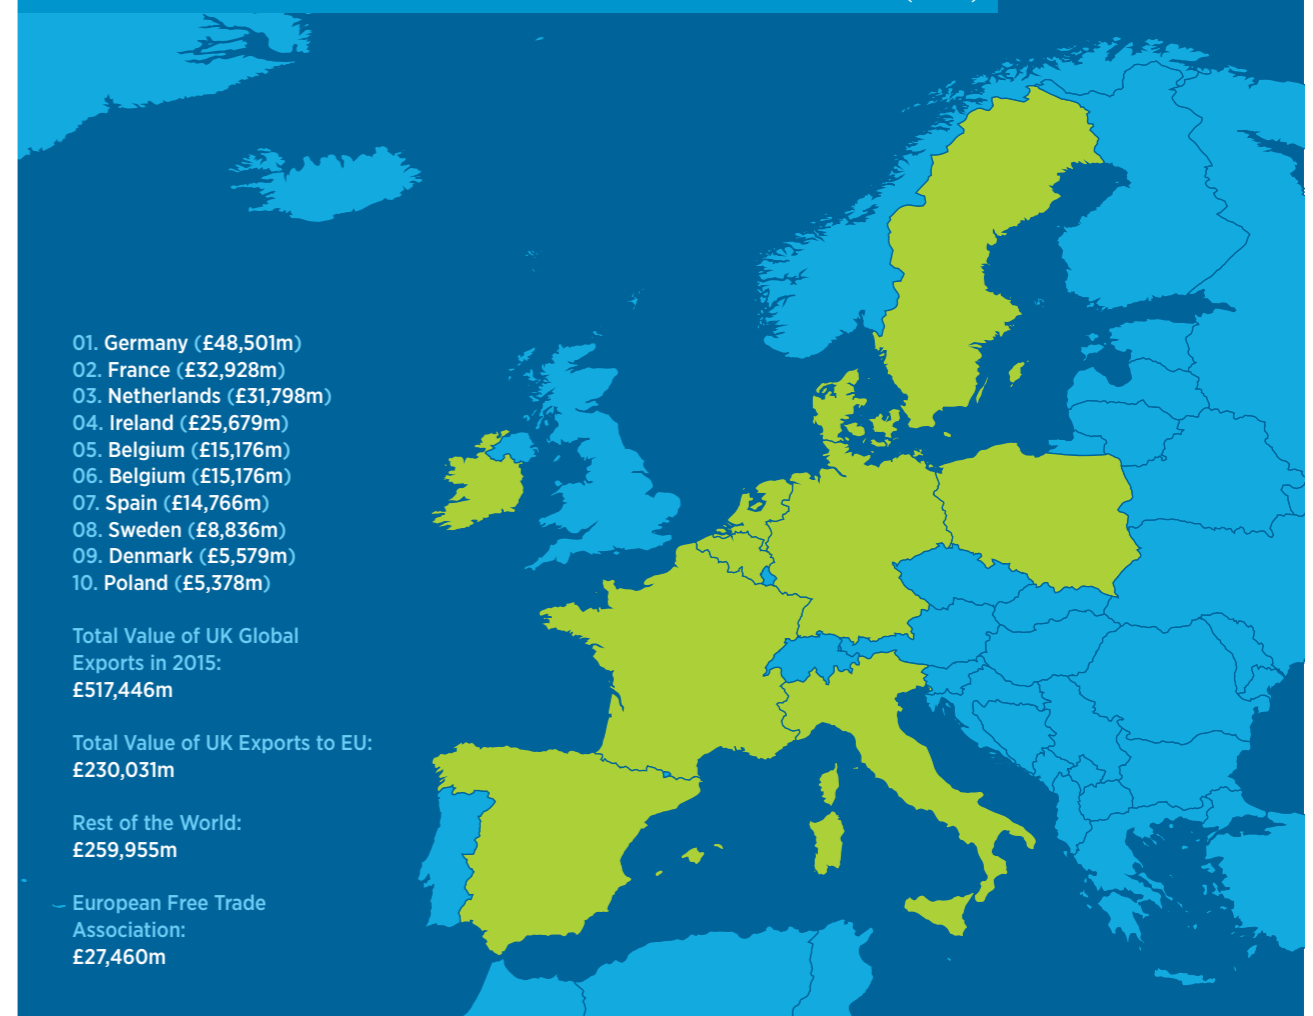 01. Germany (£48,501m)
02. France (£32,928m)
03. Netherlands (£31,798m)
04. Ireland (£25,679m)
05. Belgium (£15,176m)
06. Belgium (£15,176m)
07. Spain (£14,766m)
08. Sweden (£8,836m)
09. Denmark (£5,579m)
10. Poland (£5,378m)
Total Value of UK Global
Exports in 2015:
£517,446m
Total Value of UK Exports to EU:
£230,031m
Rest of the World:
£259,955m
European Free Trade
Association:
£27,460m